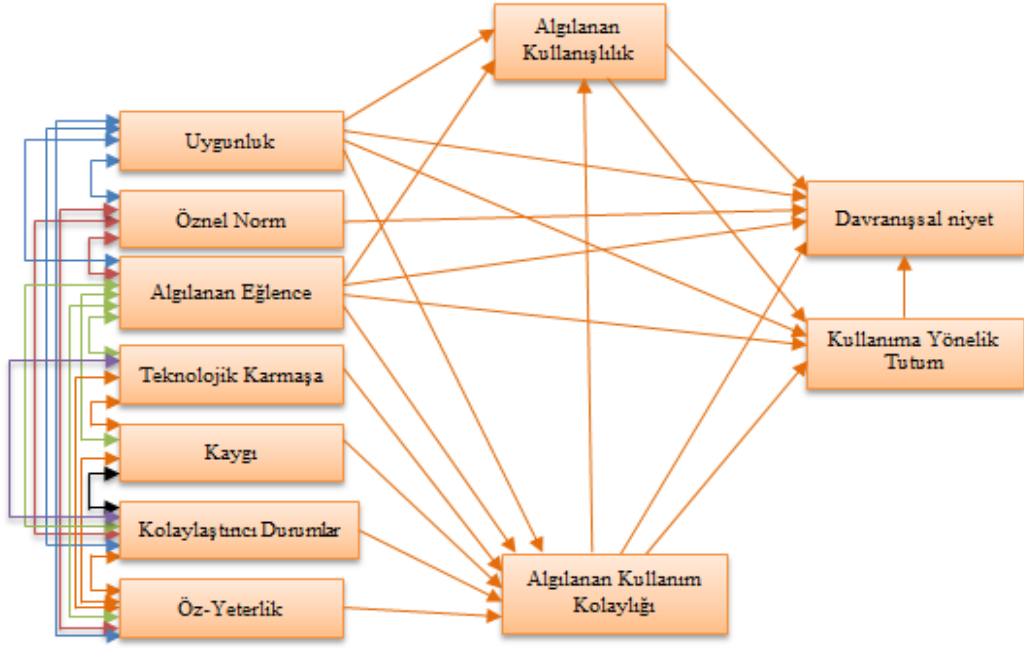 Algılanan
Kullanışlılık
Uygunluk
Öznel Norm
Algılanan Eğlence
Teknolojik Karmaşa
Kaygı
Kolaylaştırıcı Durumlar
Öz-Yeterlik
Davranışsal niyet
Kullanıma Yönelik
Tutum
Algılanan Kullanım
Kolaylığı